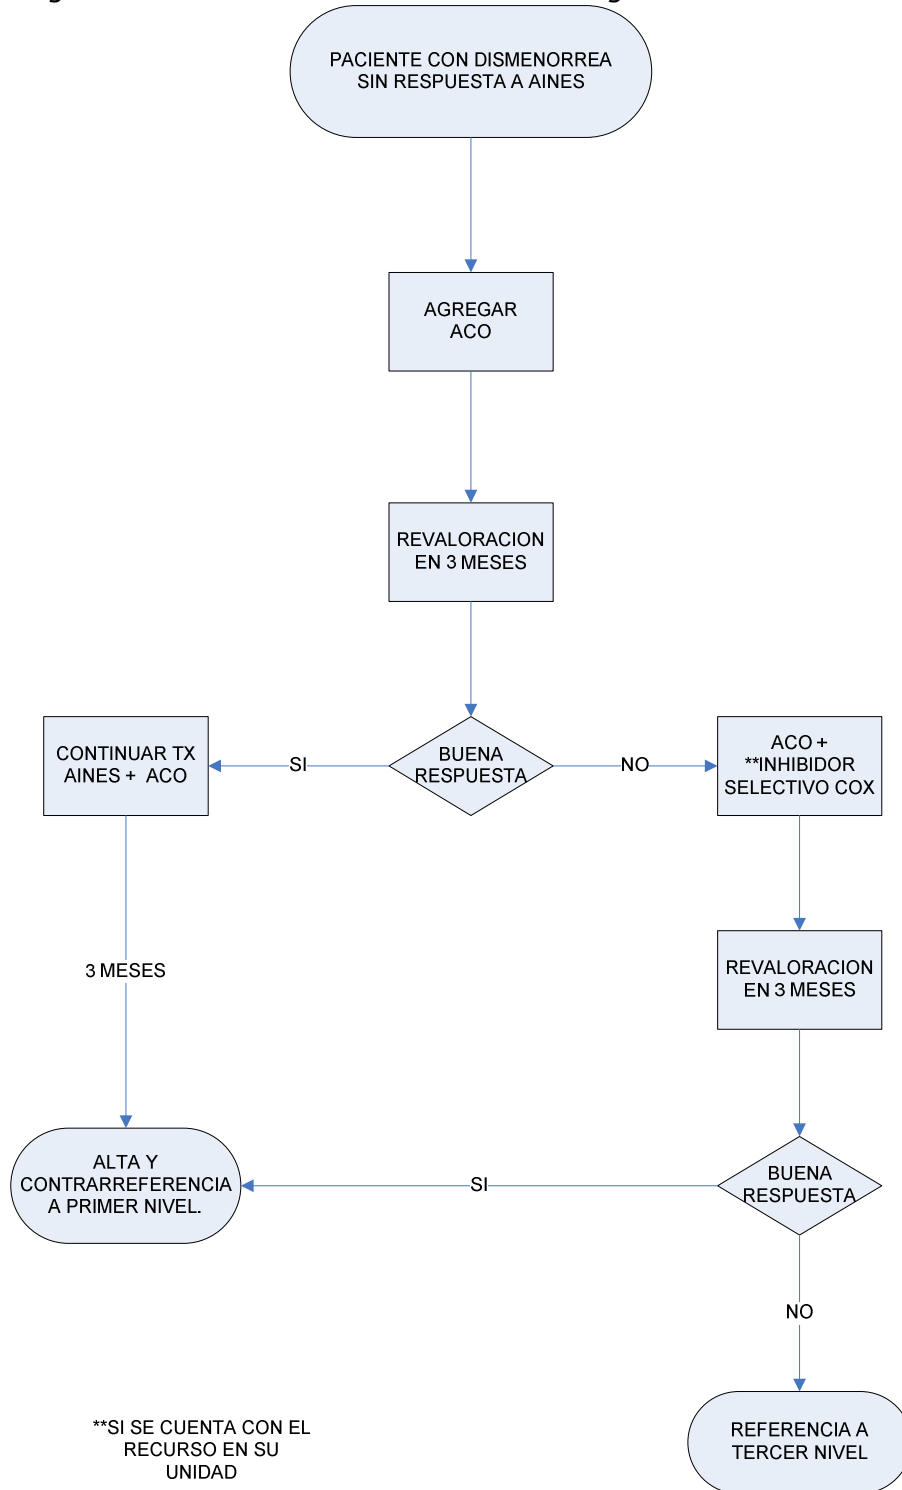 PACIENTE CON DISMENORREA
SIN RESPUESTA A AINES
AGREGAR
ACO
REVALORACION
EN 3 MESES
BUENA
RESPUESTA
SI
NO
CONTINUAR TX
AINES + ACO
ACO +
**INHIBIDOR
SELECTIVO COX
3 MESES
REVALORACION
EN 3 MESES
ALTA Y
CONTRARREFERENCIA
A PRIMER NIVEL.
SI
BUENA
RESPUESTA
NO
REFERENCIA A
TERCER NIVEL
**SI SE CUENTA CON EL
RECURSO EN SU
UNIDAD